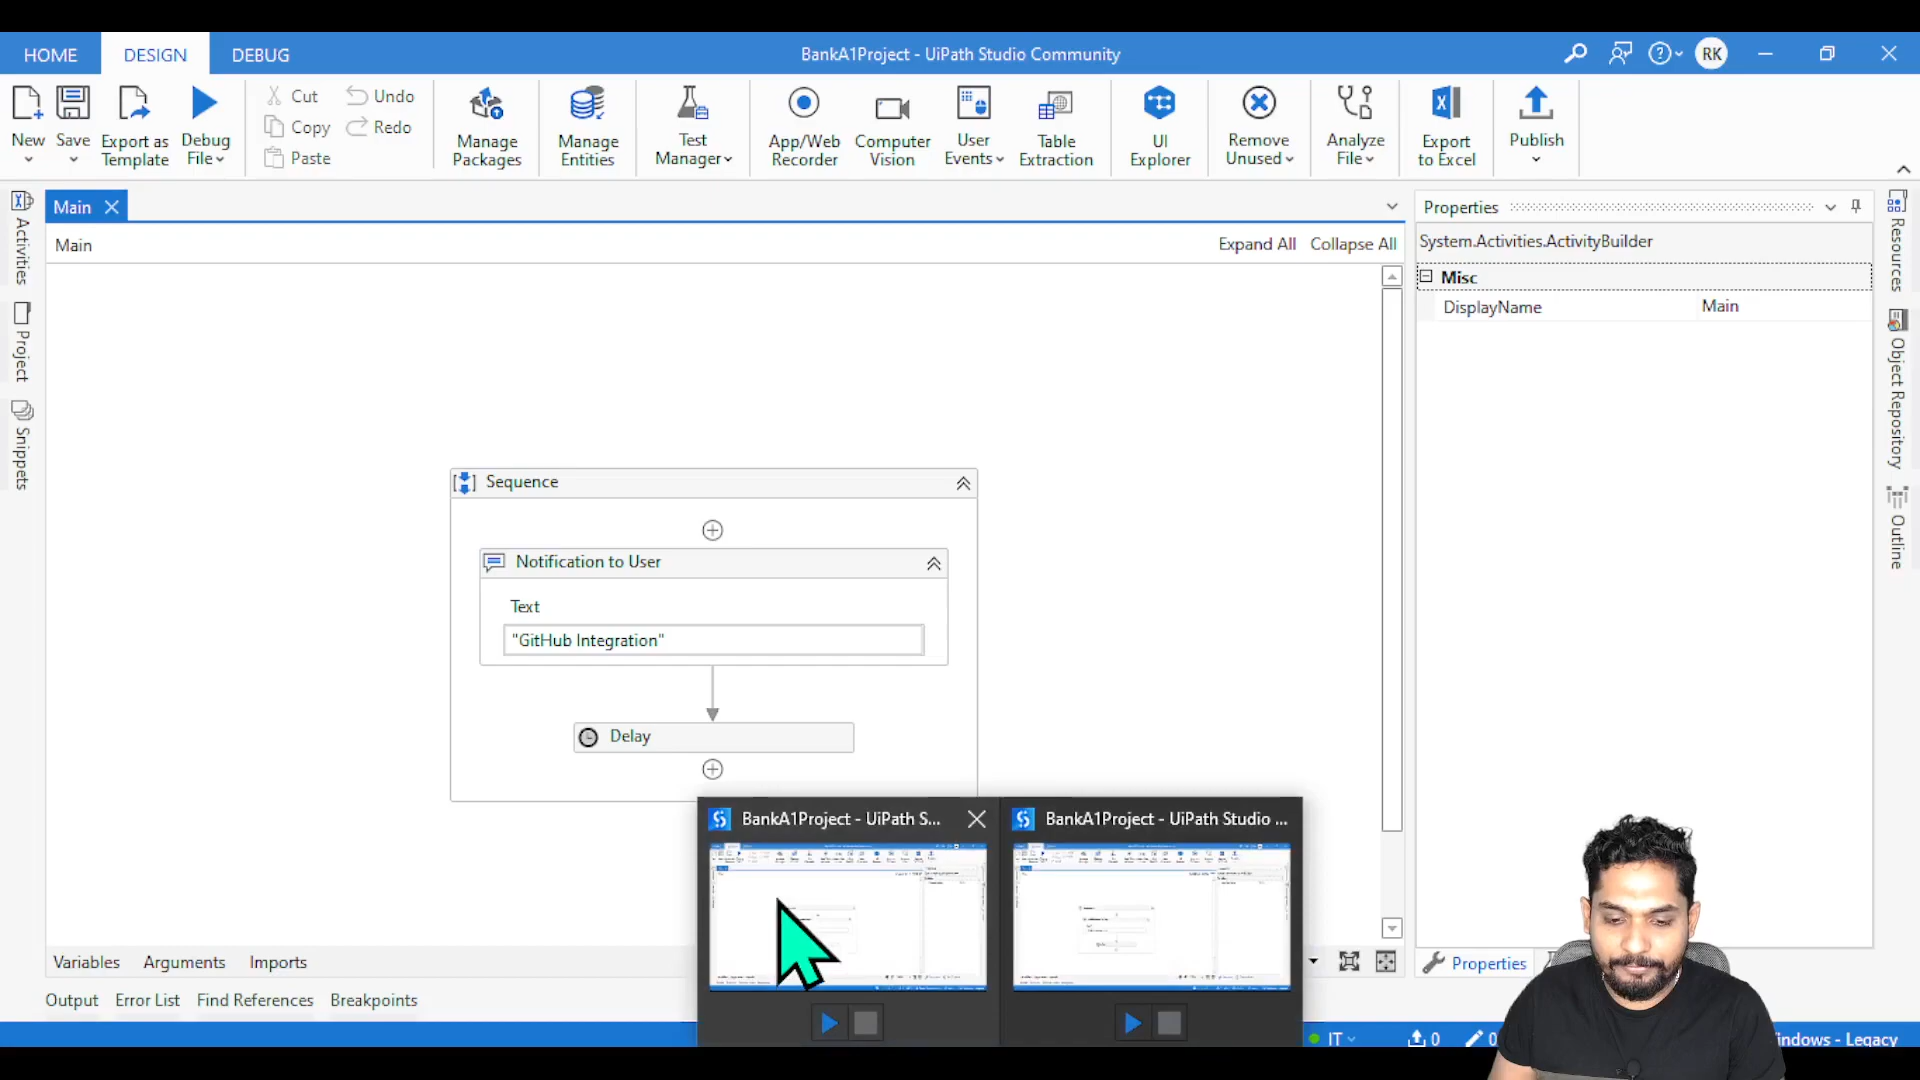 HOME DESIGN DEBUG BankA1Project - UiPath Studio Community RK
New Save Export as Template Debug File Cut Copy Paste Undo Redo Manage Packages Manage Entities Test Manager App/Web Recorder Computer Vision User Events Table Extraction UI Explorer Remove Unused Analyze File Export to Excel Publish
Main
Main Expand All Collapse All
Activities
Project
Snippets
Sequence
Notification to User
Text
"GitHub Integration"
Delay
Properties
System.Activities.ActivityBuilder
Misc
DisplayName Main
Resources
Object Repository
Outline
BankA1Project - UiPath S...
BankA1Project - UiPath Studio ...
Variables Arguments Imports
Properties
Output Error List Find References Breakpoints
IT 0 0 indows - Legacy